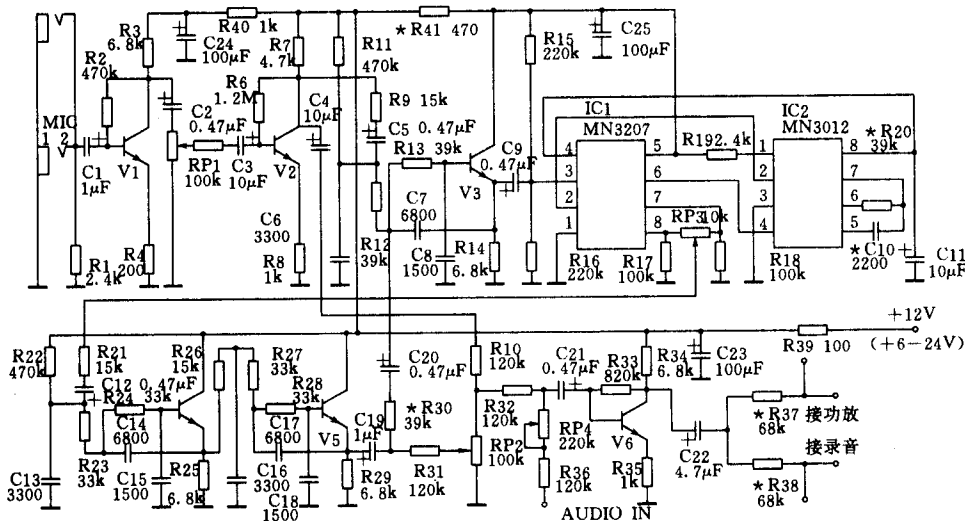 R3
6.8k
R40 1k
R7
4.7k
R11
470k
*R41 470
C25
100μF
R2
470k
C24
100μF
R15
220k
MIC
1
2
C2
0.47μF
R6
1.2M
C4
10μF
R9 15k
C5 0.47μF
R13 39k
C9
0.47μF
IC1
MN3207
R19 2.4k
IC2
MN3012
*R20
39k
4
3
2
1
5
6
7
8
1
2
3
4
8
7
6
5
C1
1μF
V1
RP1
100k
C3
10μF
V2
V3
C7
6800
C6
3300
R8
1k
R12
39k
C8
1500
R14
6.8k
R16
220k
R17
100k
RP3 10k
R18
100k
*C10
2200
C11
10μF
R1
2.4k
R4
200
+12V
(+6−24V)
R39 100
R22
470k
R21
15k
C12 0.47μF
R24 33k
R26
15k
R27
33k
R28
33k
C20
0.47μF
R10
120k
C21
0.47μF
R33
820k
R34
6.8k
C23
100μF
C14
6800
C17
6800
V5
C19
1μF
*R30
39k
R32
120k
RP4
220k
V6
*R37
68k
接功放
接录音
C13
3300
R23
33k
C15
1500
R25
6.8k
C16
3300
C18
1500
R29
6.8k
R31
120k
RP2
100k
R36
120k
R35
1k
C22
4.7μF
*R38
68k
AUDIO IN